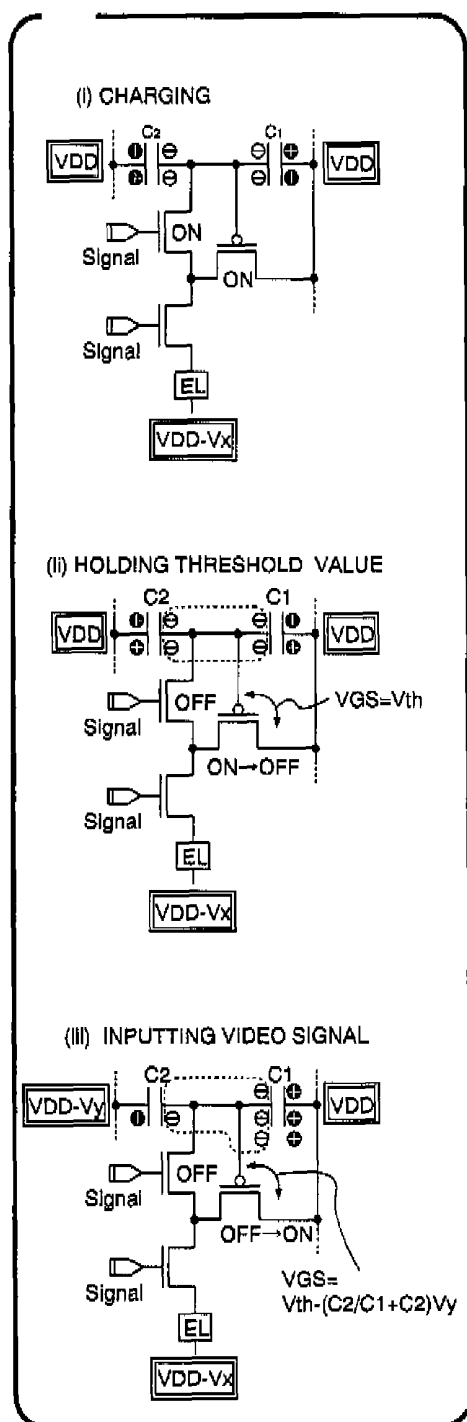 (i) CHARGING
C2 C1
⊕ ⊖ ⊖ ⊕
VDD VDD
⊕ ⊖ ⊖ ⊕
ON
Signal
ON
Signal
EL
VDD-Vx
(ii) HOLDING THRESHOLD VALUE
C2 C1
⊕ ⊖ ⊖ ⊕
VDD VDD
⊕ ⊖ ⊖ ⊕
OFF VGS=Vth
Signal
ON→OFF
Signal
EL
VDD-Vx
(iii) INPUTTING VIDEO SIGNAL
C2 C1
⊖ ⊕
VDD-Vy VDD
⊕ ⊖ ⊖ ⊕
⊖ ⊕
OFF
Signal
OFF→ON
VGS=
Signal
Vth-(C2/C1+C2)Vy
EL
VDD-Vx